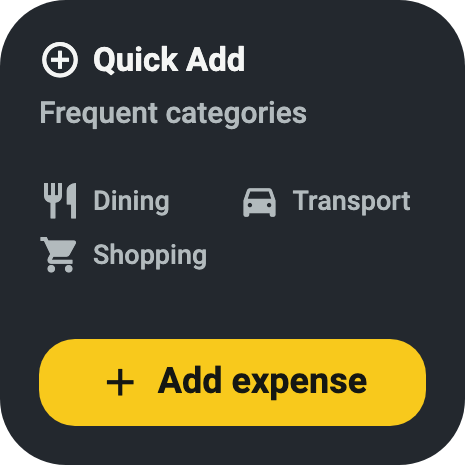 Quick Add
Frequent categories
Dining Transport
Shopping
Add expense